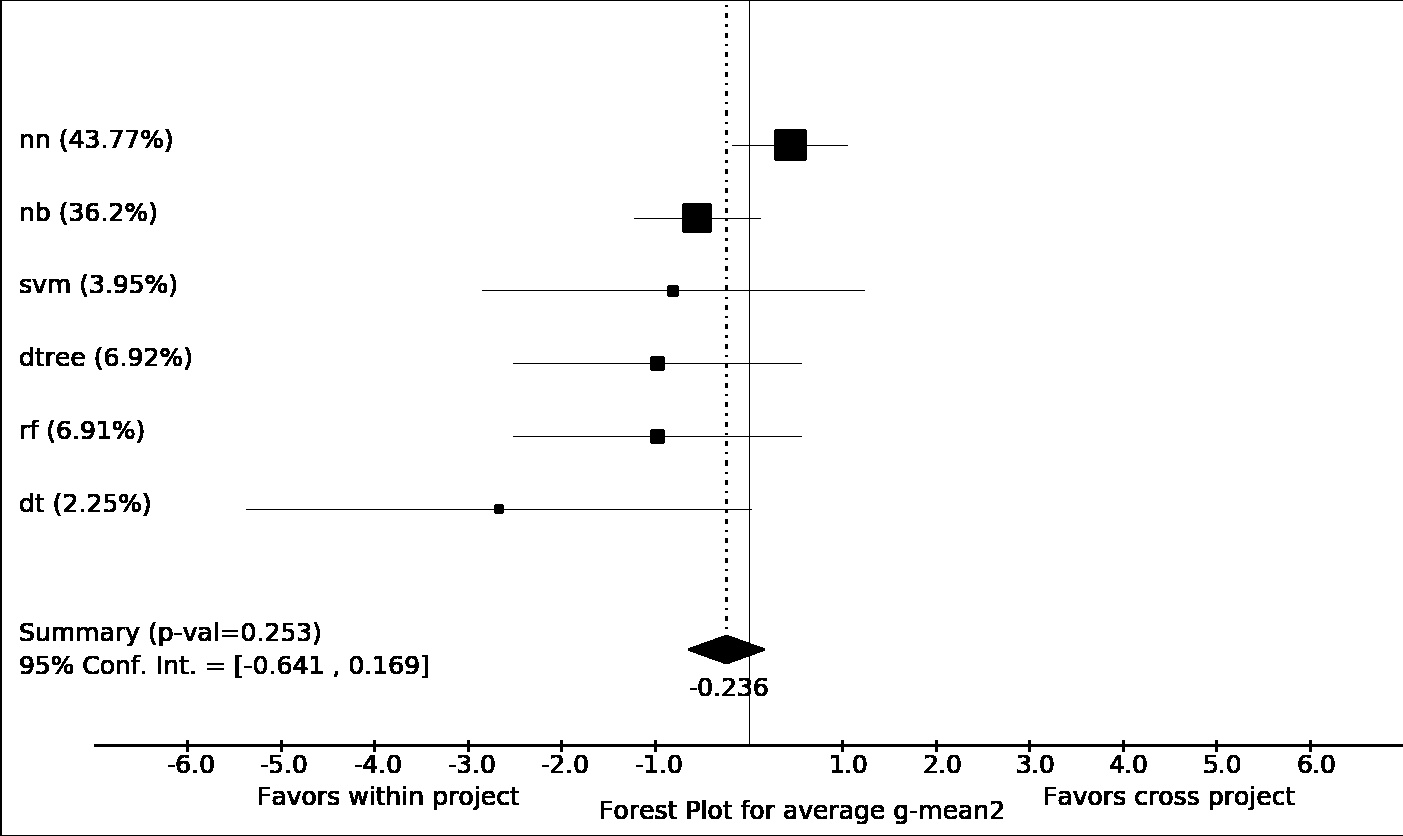 nn (43.77%)
nb (36.2%)
svm (3.95%)
dtree (6.92%)
rf (6.91%)
dt (2.25%)
Summary (p-val=0.253)
95% Conf. Int. = [-0.641 , 0.169]
-0.236
-6.0 -5.0 -4.0 -3.0 -2.0 -1.0 1.0 2.0 3.0 4.0 5.0 6.0
Favors within project Favors cross project
Forest Plot for average g-mean2